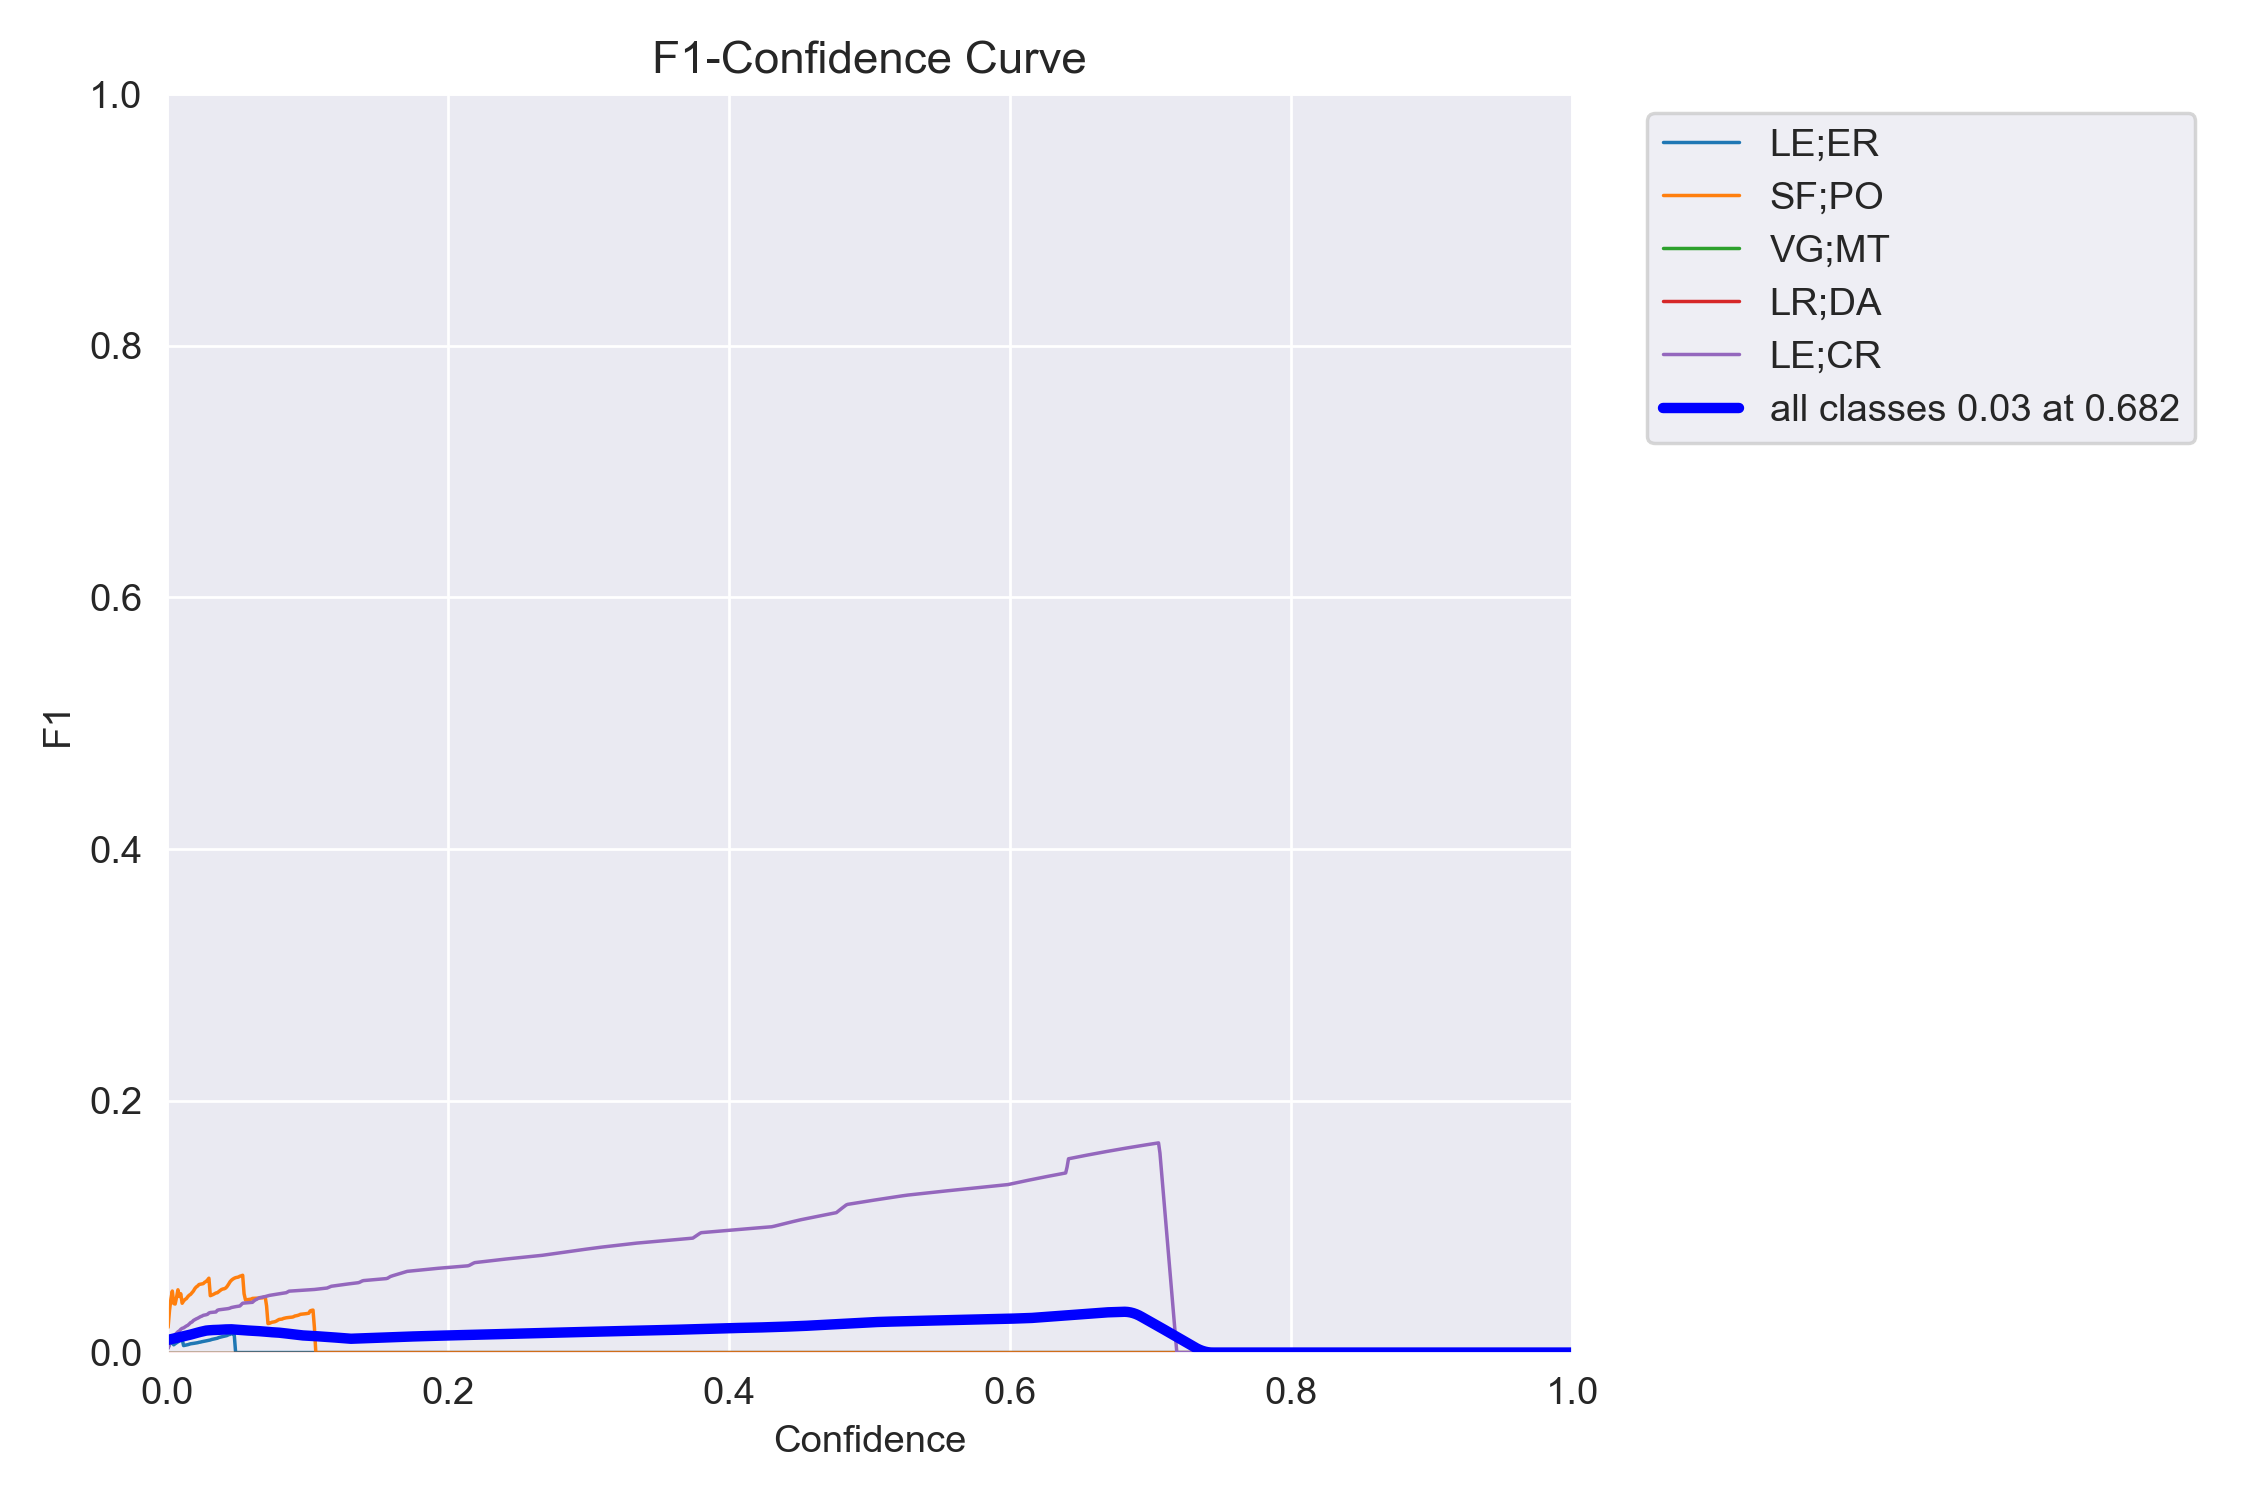 F1-Confidence Curve
1.0
0.8
0.6
0.4
0.2
0.0
F1
0.0 0.2 0.4 0.6 0.8 1.0
Confidence
LE;ER
SF;PO
VG;MT
LR;DA
LE;CR
all classes 0.03 at 0.682